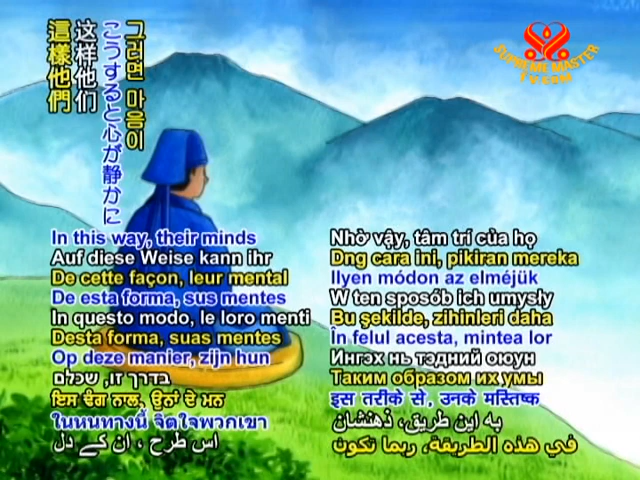 SUPREME MASTER
TV.COM
그러면 마음이
こうすると心が静かに
这样他们
這樣他們
In this way, their minds
Auf diese Weise kann ihr
De cette façon, leur mental
De esta forma, sus mentes
In questo modo, le loro menti
Desta forma, suas mentes
Op deze manier, zijn hun
בדרך זו, שכלם
ਇਸ ਢੰਗ ਨਾਲ, ਉਨਾਂ ਦੇ ਮਨ
ในหนทางนี้ จิตใจพวกเขา
اس طرح ، ان کے دل
Nhờ vậy, tâm trí của họ
Dng cara ini, pikiran mereka
Ilyen módon az elméjük
W ten sposób ich umysły
Bu şekilde, zihinleri daha
În felul acesta, mintea lor
Ингэх нь тэдний оюун
Таким образом их умы
इस तरीके से, उनके मस्तिष्क
به این طریق، ذهنشان
في هذه الطريقة، ربما تكون